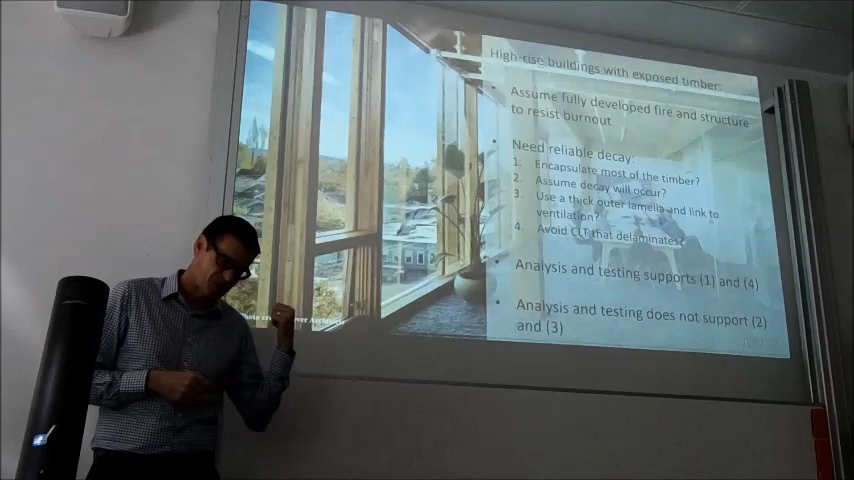 High-rise buildings with exposed timber:
Assume fully developed fire and structure
to resist burnout
Need reliable decay:
1. Encapsulate most of the timber?
2. Assume decay will occur?
3. Use a thick outer lamella and link to
ventilation?
4. Avoid CLT that delaminates?
Analysis and testing supports (1) and (4)
Analysis and testing does not support (2)
and (3)